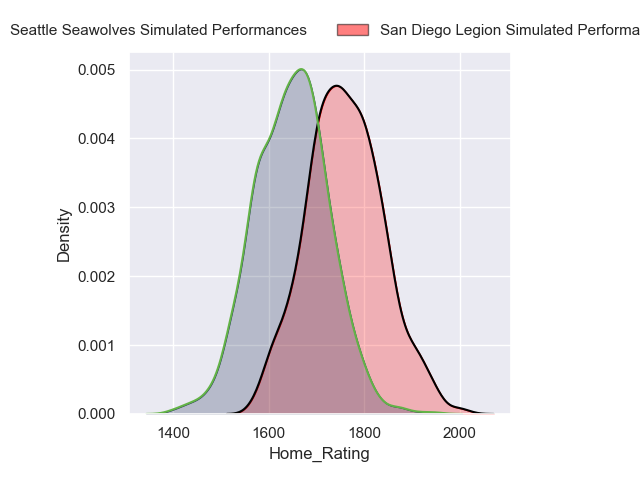 Seattle Seawolves Simulated Performances
San Diego Legion Simulated Performa
0.005
0.004
0.003
0.002
0.001
0.000
Density
1400 1600 1800 2000
Home_Rating